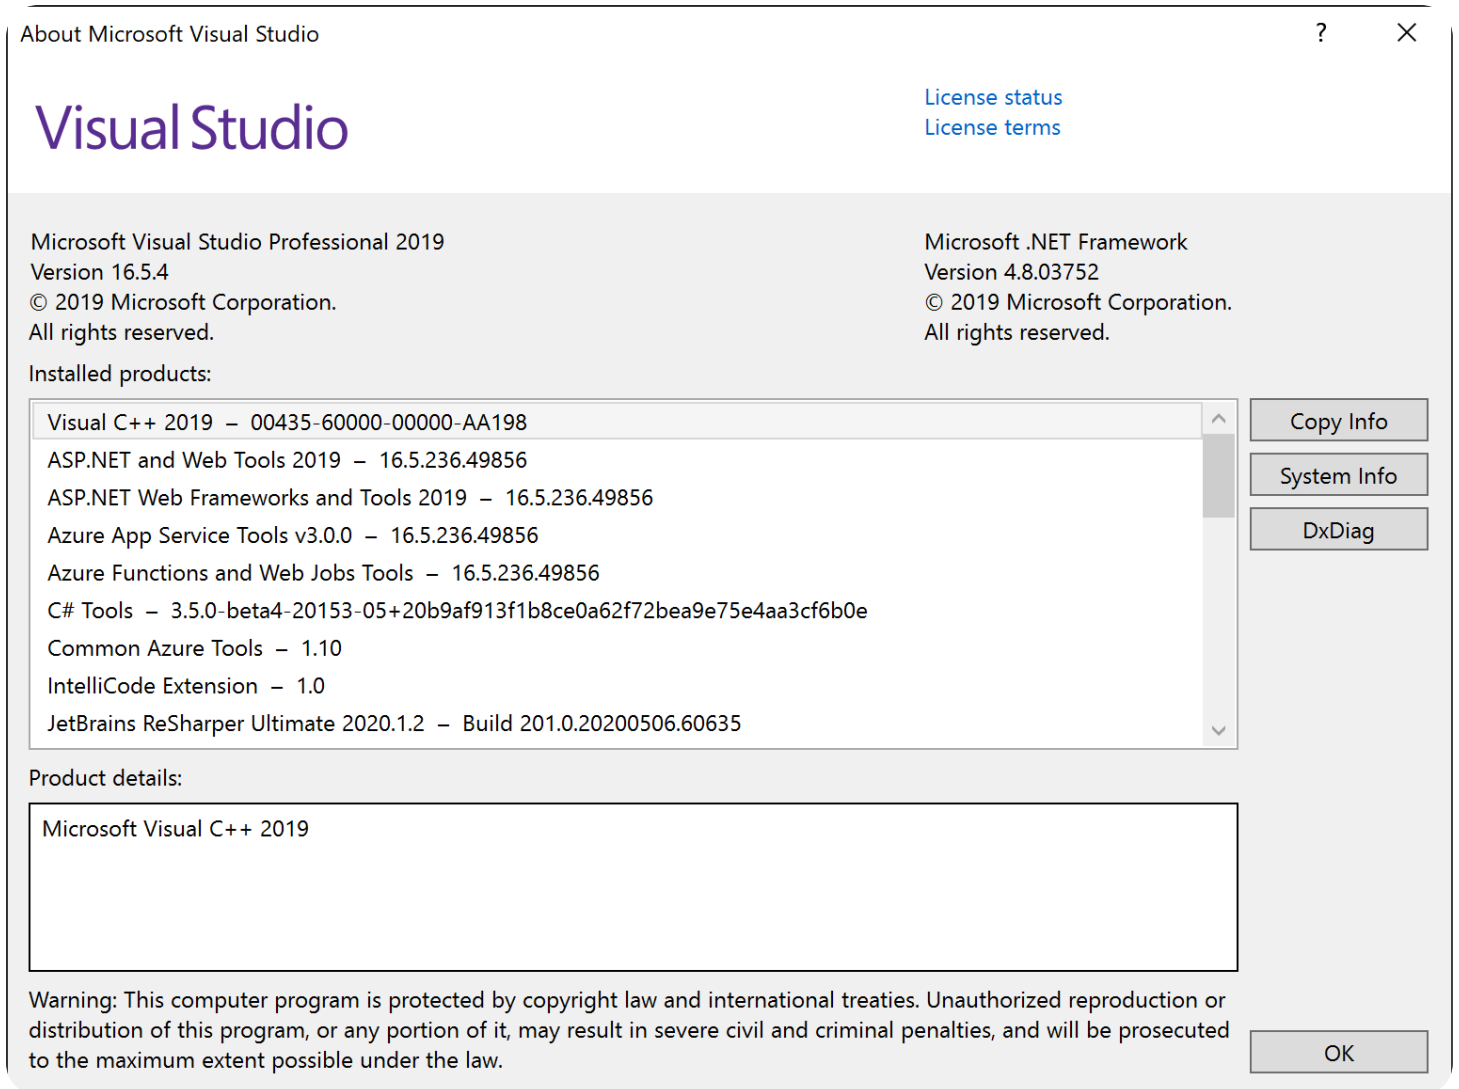 About Microsoft Visual Studio
?
Visual Studio
License status
License terms
Microsoft Visual Studio Professional 2019
Version 16.5.4
© 2019 Microsoft Corporation.
All rights reserved.
Microsoft .NET Framework
Version 4.8.03752
© 2019 Microsoft Corporation.
All rights reserved.
Installed products:
Visual C++ 2019 – 00435-60000-00000-AA198
ASP.NET and Web Tools 2019 – 16.5.236.49856
ASP.NET Web Frameworks and Tools 2019 – 16.5.236.49856
Azure App Service Tools v3.0.0 – 16.5.236.49856
Azure Functions and Web Jobs Tools – 16.5.236.49856
C# Tools – 3.5.0-beta4-20153-05+20b9af913f1b8ce0a62f72bea9e75e4aa3cf6b0e
Common Azure Tools – 1.10
IntelliCode Extension – 1.0
JetBrains ReSharper Ultimate 2020.1.2 – Build 201.0.20200506.60635
Copy Info
System Info
DxDiag
Product details:
Microsoft Visual C++ 2019
Warning: This computer program is protected by copyright law and international treaties. Unauthorized reproduction or
distribution of this program, or any portion of it, may result in severe civil and criminal penalties, and will be prosecuted
to the maximum extent possible under the law.
OK